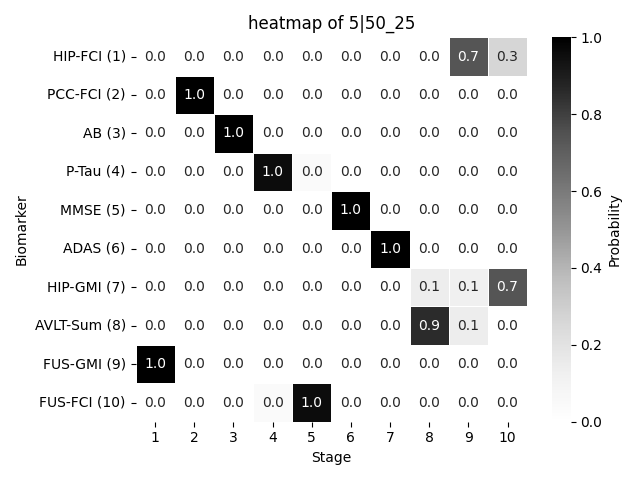 heatmap of 5|50_25
HIP-FCI (1) 0.0 0.0 0.0 0.0 0.0 0.0 0.0 0.0 0.7 0.3
PCC-FCI (2) 0.0 1.0 0.0 0.0 0.0 0.0 0.0 0.0 0.0 0.0
AB (3) 0.0 0.0 1.0 0.0 0.0 0.0 0.0 0.0 0.0 0.0
P-Tau (4) 0.0 0.0 0.0 1.0 0.0 0.0 0.0 0.0 0.0 0.0
MMSE (5) 0.0 0.0 0.0 0.0 0.0 1.0 0.0 0.0 0.0 0.0
ADAS (6) 0.0 0.0 0.0 0.0 0.0 0.0 1.0 0.0 0.0 0.0
HIP-GMI (7) 0.0 0.0 0.0 0.0 0.0 0.0 0.0 0.1 0.1 0.7
AVLT-Sum (8) 0.0 0.0 0.0 0.0 0.0 0.0 0.0 0.9 0.1 0.0
FUS-GMI (9) 1.0 0.0 0.0 0.0 0.0 0.0 0.0 0.0 0.0 0.0
FUS-FCI (10) 0.0 0.0 0.0 0.0 1.0 0.0 0.0 0.0 0.0 0.0
1 2 3 4 5 6 7 8 9 10
Stage
Biomarker
1.0
0.8
0.6
0.4
0.2
0.0
Probability